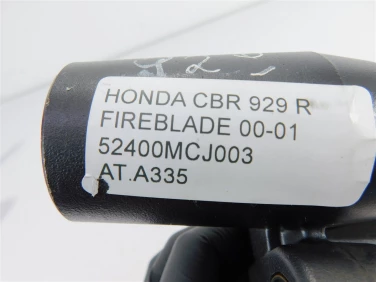 HONDA CBR 929 R
FIREBLADE 00-01
52400MCJ003
AT.A335